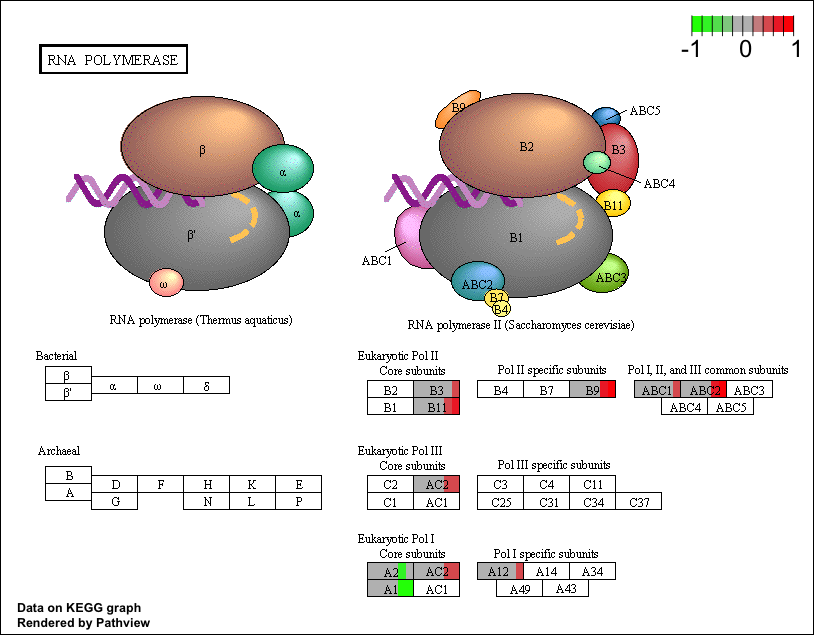 -1 0 1
RNA POLYMERASE
β
α
α
β'
ω
RNA polymerase (Thermus aquaticus)
B9
B2
ABC5
B3
ABC4
B11
B1
ABC1
ABC2
ABC3
B7
B4
RNA polymerase II (Saccharomyces cerevisiae)
Bacterial
β
β'
α ω δ
Archaeal
B
A
D F H K E
G N L P
Eukaryotic Pol II
Core subunits
B2 B3
B1 B11
Pol II specific subunits
B4 B7 B9
Pol I, II, and III common subunits
ABC1 ABC2 ABC3
ABC4 ABC5
Eukaryotic Pol III
Core subunits
C2 AC2
C1 AC1
Pol III specific subunits
C3 C4 C11
C25 C31 C34 C37
Eukaryotic Pol I
Core subunits
A2 AC2
A1 AC1
Pol I specific subunits
A12 A14 A34
A49 A43
Data on KEGG graph
Rendered by Pathview